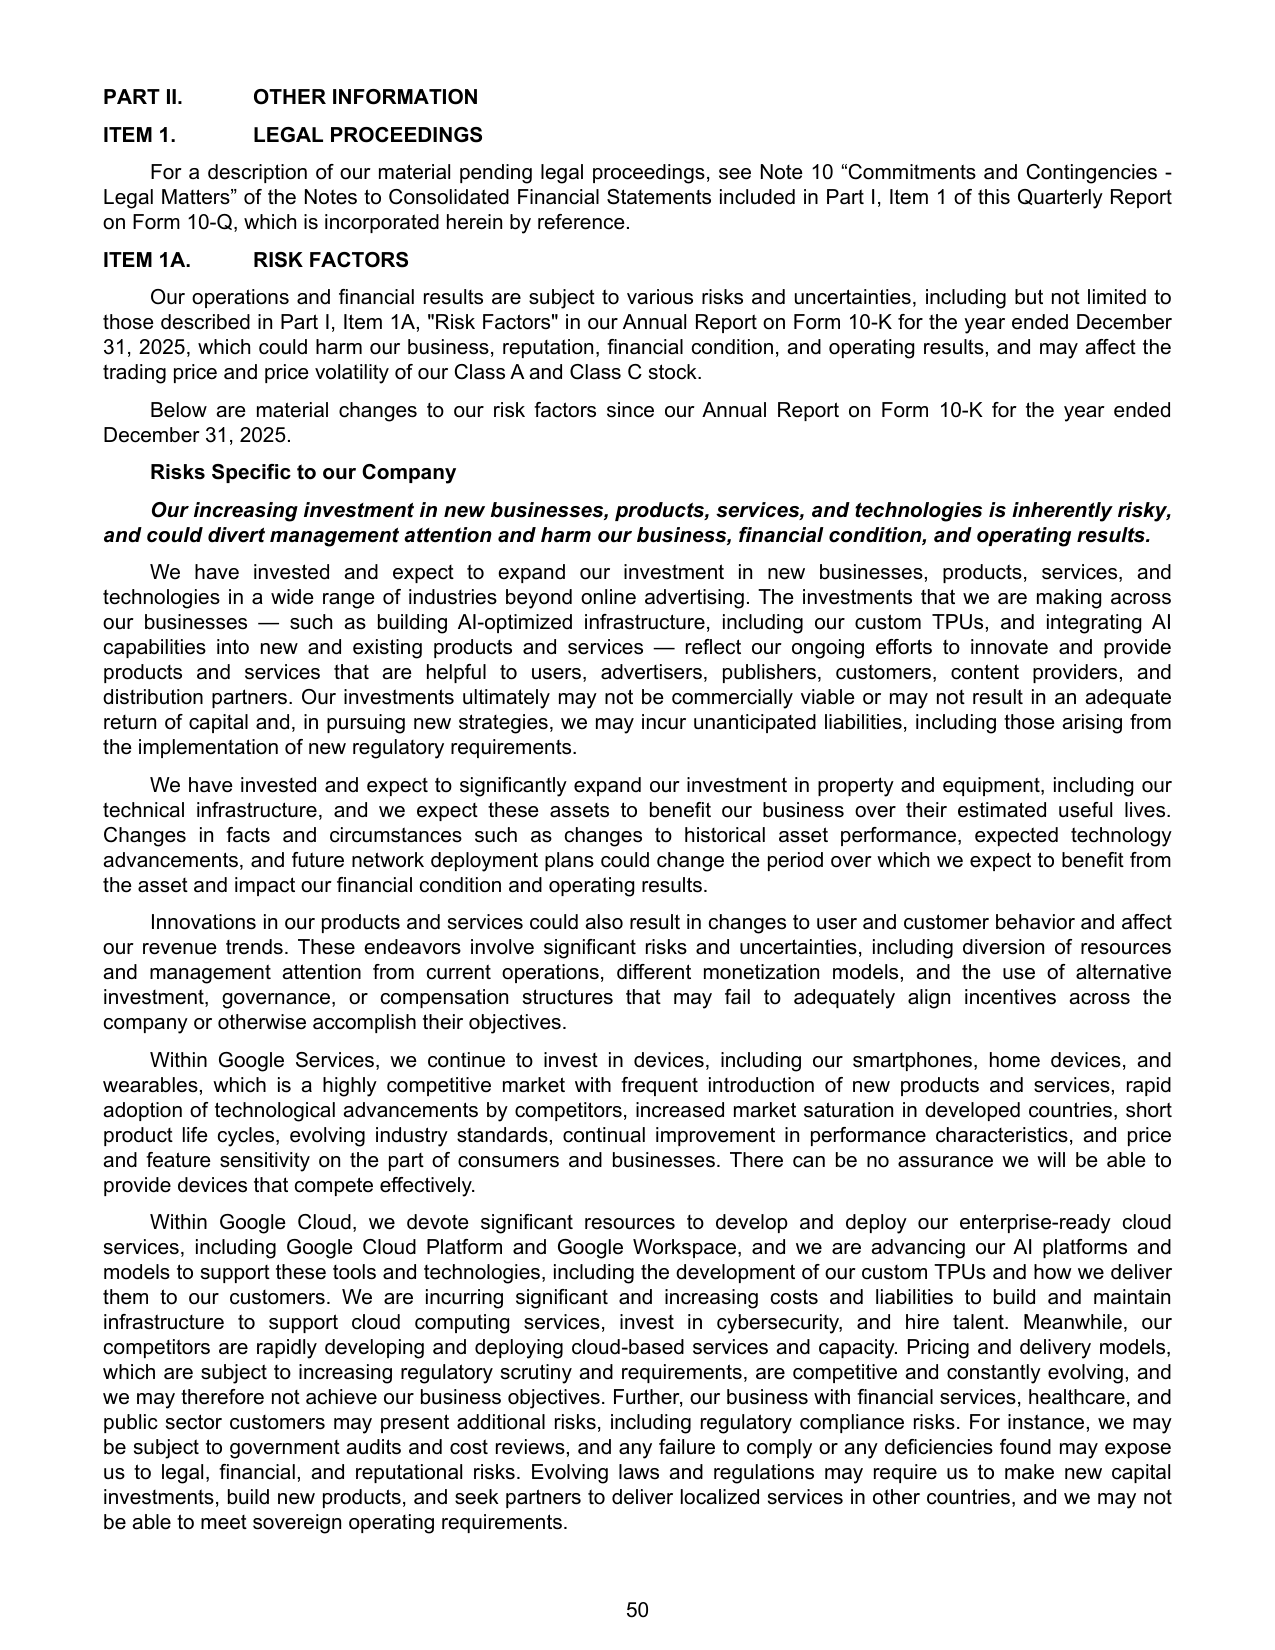 PART II. OTHER INFORMATION
ITEM 1. LEGAL PROCEEDINGS
For a description of our material pending legal proceedings, see Note 10 “Commitments and Contingencies -
Legal Matters” of the Notes to Consolidated Financial Statements included in Part I, Item 1 of this Quarterly Report
on Form 10-Q, which is incorporated herein by reference.
ITEM 1A. RISK FACTORS
Our operations and financial results are subject to various risks and uncertainties, including but not limited to
those described in Part I, Item 1A, "Risk Factors" in our Annual Report on Form 10-K for the year ended December
31, 2025, which could harm our business, reputation, financial condition, and operating results, and may affect the
trading price and price volatility of our Class A and Class C stock.
Below are material changes to our risk factors since our Annual Report on Form 10-K for the year ended
December 31, 2025.
Risks Specific to our Company
Our increasing investment in new businesses, products, services, and technologies is inherently risky,
and could divert management attention and harm our business, financial condition, and operating results.
We have invested and expect to expand our investment in new businesses, products, services, and
technologies in a wide range of industries beyond online advertising. The investments that we are making across
our businesses — such as building AI-optimized infrastructure, including our custom TPUs, and integrating AI
capabilities into new and existing products and services — reflect our ongoing efforts to innovate and provide
products and services that are helpful to users, advertisers, publishers, customers, content providers, and
distribution partners. Our investments ultimately may not be commercially viable or may not result in an adequate
return of capital and, in pursuing new strategies, we may incur unanticipated liabilities, including those arising from
the implementation of new regulatory requirements.
We have invested and expect to significantly expand our investment in property and equipment, including our
technical infrastructure, and we expect these assets to benefit our business over their estimated useful lives.
Changes in facts and circumstances such as changes to historical asset performance, expected technology
advancements, and future network deployment plans could change the period over which we expect to benefit from
the asset and impact our financial condition and operating results.
Innovations in our products and services could also result in changes to user and customer behavior and affect
our revenue trends. These endeavors involve significant risks and uncertainties, including diversion of resources
and management attention from current operations, different monetization models, and the use of alternative
investment, governance, or compensation structures that may fail to adequately align incentives across the
company or otherwise accomplish their objectives.
Within Google Services, we continue to invest in devices, including our smartphones, home devices, and
wearables, which is a highly competitive market with frequent introduction of new products and services, rapid
adoption of technological advancements by competitors, increased market saturation in developed countries, short
product life cycles, evolving industry standards, continual improvement in performance characteristics, and price
and feature sensitivity on the part of consumers and businesses. There can be no assurance we will be able to
provide devices that compete effectively.
Within Google Cloud, we devote significant resources to develop and deploy our enterprise-ready cloud
services, including Google Cloud Platform and Google Workspace, and we are advancing our AI platforms and
models to support these tools and technologies, including the development of our custom TPUs and how we deliver
them to our customers. We are incurring significant and increasing costs and liabilities to build and maintain
infrastructure to support cloud computing services, invest in cybersecurity, and hire talent. Meanwhile, our
competitors are rapidly developing and deploying cloud-based services and capacity. Pricing and delivery models,
which are subject to increasing regulatory scrutiny and requirements, are competitive and constantly evolving, and
we may therefore not achieve our business objectives. Further, our business with financial services, healthcare, and
public sector customers may present additional risks, including regulatory compliance risks. For instance, we may
be subject to government audits and cost reviews, and any failure to comply or any deficiencies found may expose
us to legal, financial, and reputational risks. Evolving laws and regulations may require us to make new capital
investments, build new products, and seek partners to deliver localized services in other countries, and we may not
be able to meet sovereign operating requirements.
50